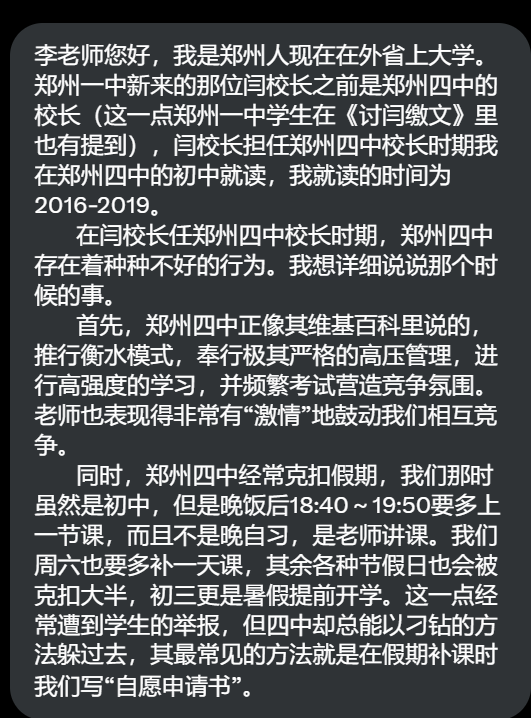 李老师您好，我是郑州人现在在外省上大学。
郑州一中新来的那位闫校长之前是郑州四中的
校长（这一点郑州一中学生在《讨闫缴文》里
也有提到），闫校长担任郑州四中校长时期我
在郑州四中的初中就读，我就读的时间为
2016-2019。
在闫校长任郑州四中校长时期，郑州四中
存在着种种不好的行为。我想详细说说那个时
候的事。
首先，郑州四中正像其维基百科里说的，
推行衡水模式，奉行极其严格的高压管理，进
行高强度的学习，并频繁考试营造竞争氛围。
老师也表现得非常有“激情”地鼓动我们相互竞
争。
同时，郑州四中经常克扣假期，我们那时
虽然是初中，但是晚饭后18:40～19:50要多上
一节课，而且不是晚自习，是老师讲课。我们
周六也要多补一天课，其余各种节假日也会被
克扣大半，初三更是暑假提前开学。这一点经
常遭到学生的举报，但四中却总能以刁钻的方
法躲过去，其最常见的方法就是在假期补课时
我们写“自愿申请书”。